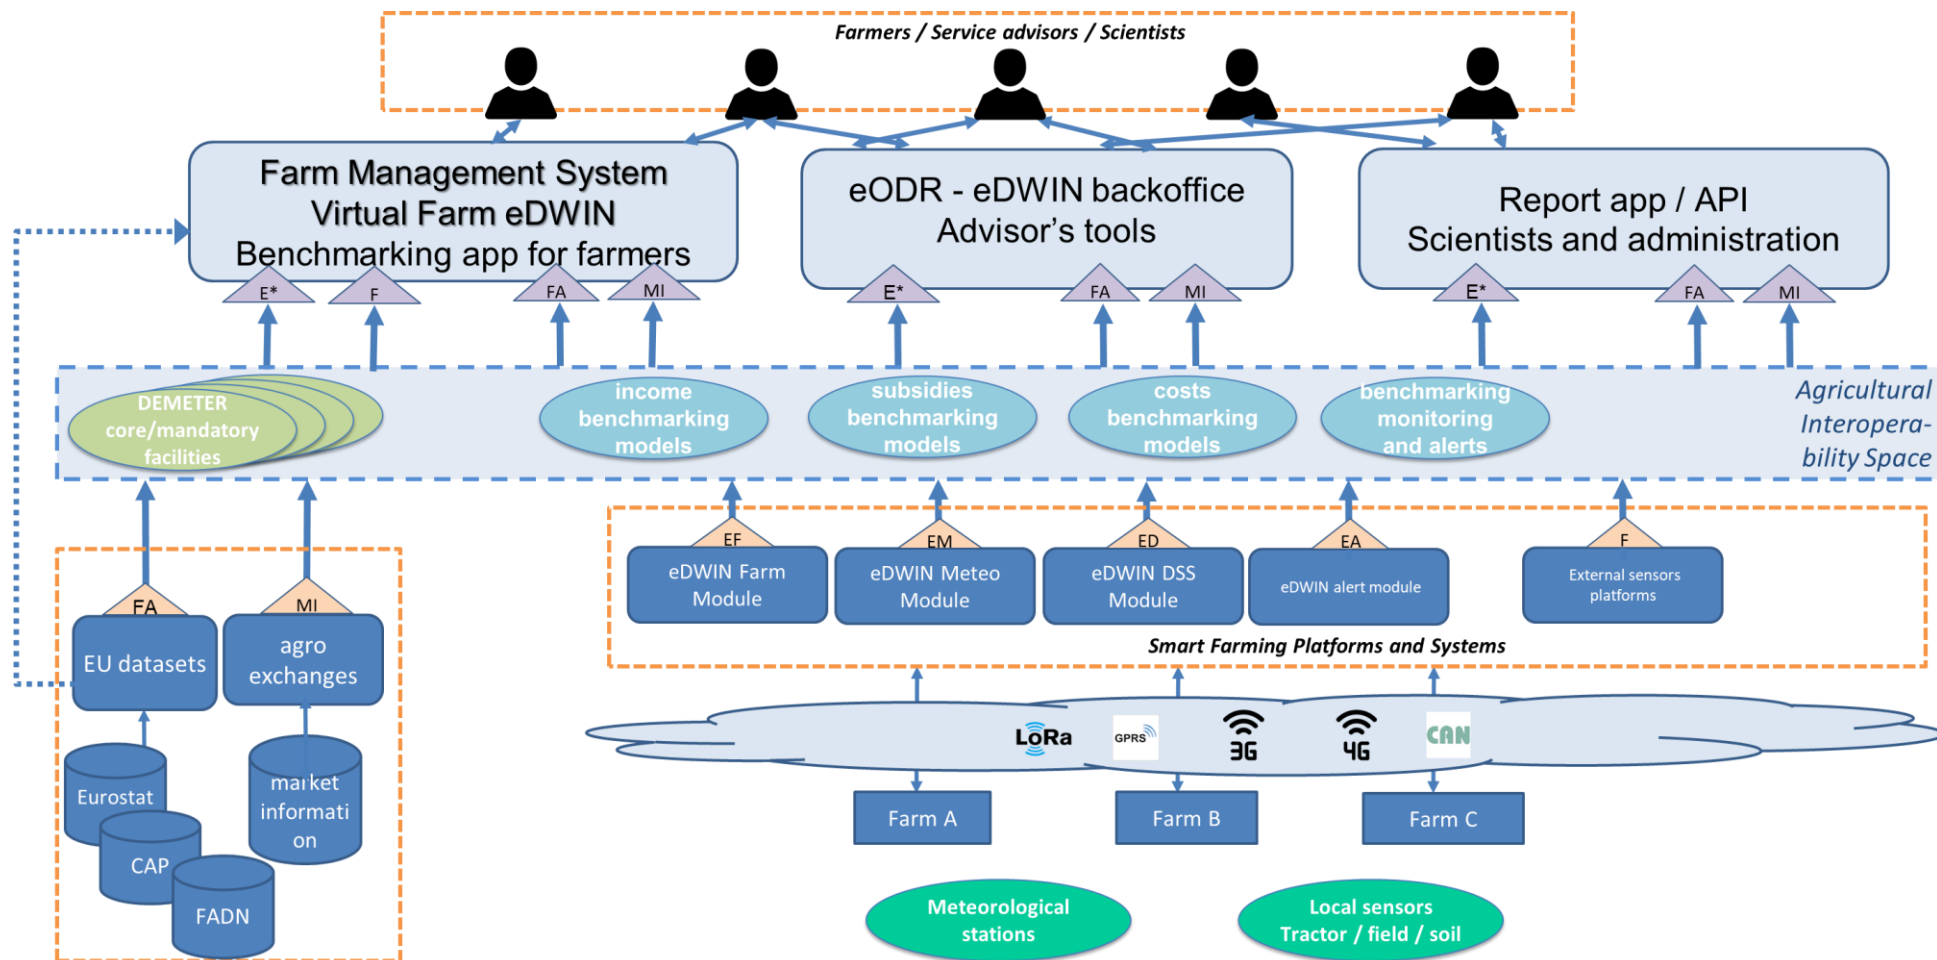 Farmers / Service advisors / Scientists
Farm Management System
Virtual Farm eDWIN
Benchmarking app for farmers
eODR - eDWIN backoffice
Advisor's tools
Report app / API
Scientists and administration
E*
F
FA
MI
E*
FA
MI
E*
FA
MI
DEMETER
core/mandatory
facilities
income
benchmarking
models
subsidies
benchmarking
models
costs
benchmarking
models
benchmarking
monitoring
and alerts
Agricultural
Interopera-
bility Space
EF
eDWIN Farm
Module
EM
eDWIN Meteo
Module
ED
eDWIN DSS
Module
EA
eDWIN alert module
F
External sensors
platforms
Smart Farming Platforms and Systems
FA
EU datasets
MI
agro
exchanges
Eurostat
CAP
FADN
market
informati
on
LoRa
GPRS
3G
4G
CAN
Farm A
Farm B
Farm C
Meteorological
stations
Local sensors
Tractor / field / soil